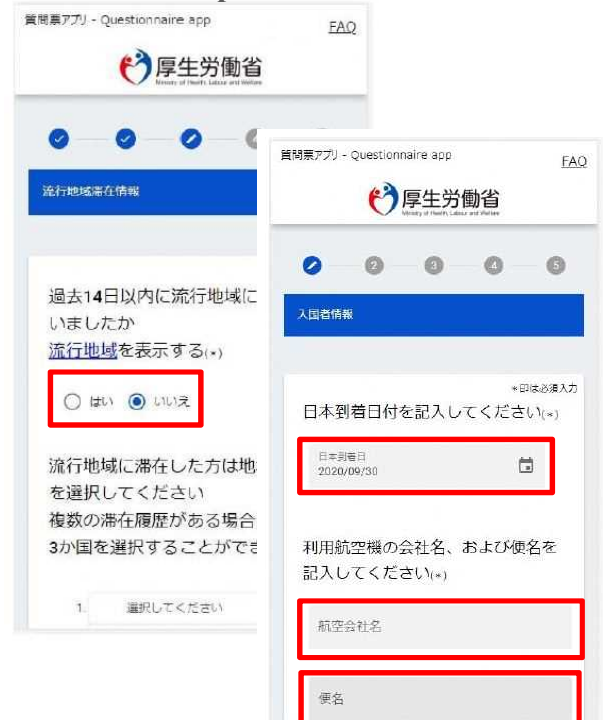 質問票アプリ - Questionnaire app
FAQ
厚生労働省
Ministry of Health, Labour and Welfare
流行地域滞在情報
過去14日以内に流行地域に
いましたか
流行地域を表示する(*)
はい
いいえ
流行地域に滞在した方は地
を選択してください
複数の滞在履歴がある場合
3か国を選択することができ
1. 選択してください
質問票アプリ - Questionnaire app
FAQ
厚生労働省
Ministry of Health, Labour and Welfare
2
3
4
5
入国者情報
*印は必須入力
日本到着日付を記入してください(*)
日本到着日
2020/09/30
利用航空機の会社名、および便名を
記入してください(*)
航空会社名
便名